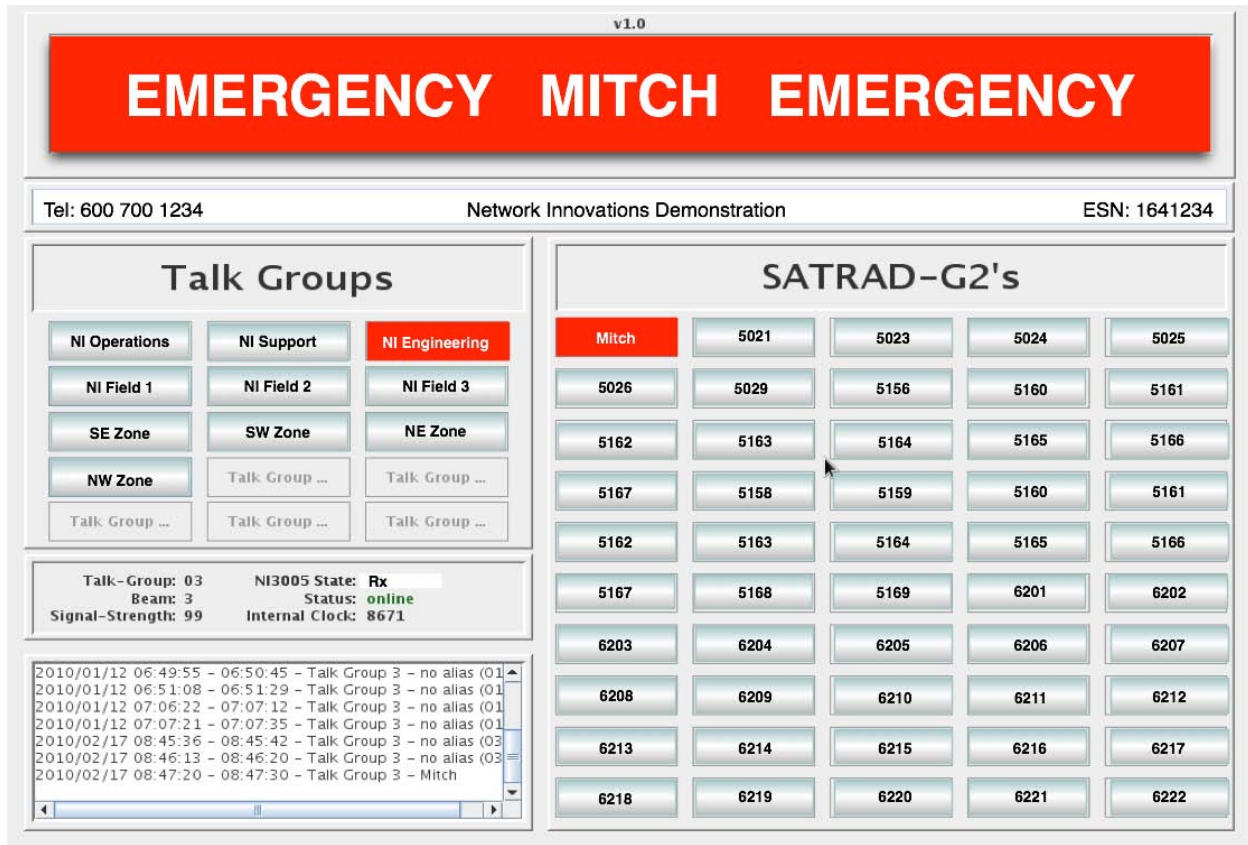 v1.0
EMERGENCY MITCH EMERGENCY
Tel: 600 700 1234 Network Innovations Demonstration ESN: 1641234
Talk Groups
NI Operations NI Support NI Engineering
NI Field 1 NI Field 2 NI Field 3
SE Zone SW Zone NE Zone
NW Zone Talk Group ... Talk Group ...
Talk Group ... Talk Group ... Talk Group ...
Talk-Group: 03 NI3005 State: Rx
Beam: 3 Status: online
Signal-Strength: 99 Internal Clock: 8671
2010/01/12 06:49:55 - 06:50:45 - Talk Group 3 - no alias (01
2010/01/12 06:51:08 - 06:51:29 - Talk Group 3 - no alias (01
2010/01/12 07:06:22 - 07:07:12 - Talk Group 3 - no alias (01
2010/01/12 07:07:21 - 07:07:35 - Talk Group 3 - no alias (01
2010/02/17 08:45:36 - 08:45:42 - Talk Group 3 - no alias (03
2010/02/17 08:46:13 - 08:46:20 - Talk Group 3 - no alias (03
2010/02/17 08:47:20 - 08:47:30 - Talk Group 3 - Mitch
SATRAD-G2's
Mitch 5021 5023 5024 5025
5026 5029 5156 5160 5161
5162 5163 5164 5165 5166
5167 5158 5159 5160 5161
5162 5163 5164 5165 5166
5167 5168 5169 6201 6202
6203 6204 6205 6206 6207
6208 6209 6210 6211 6212
6213 6214 6215 6216 6217
6218 6219 6220 6221 6222